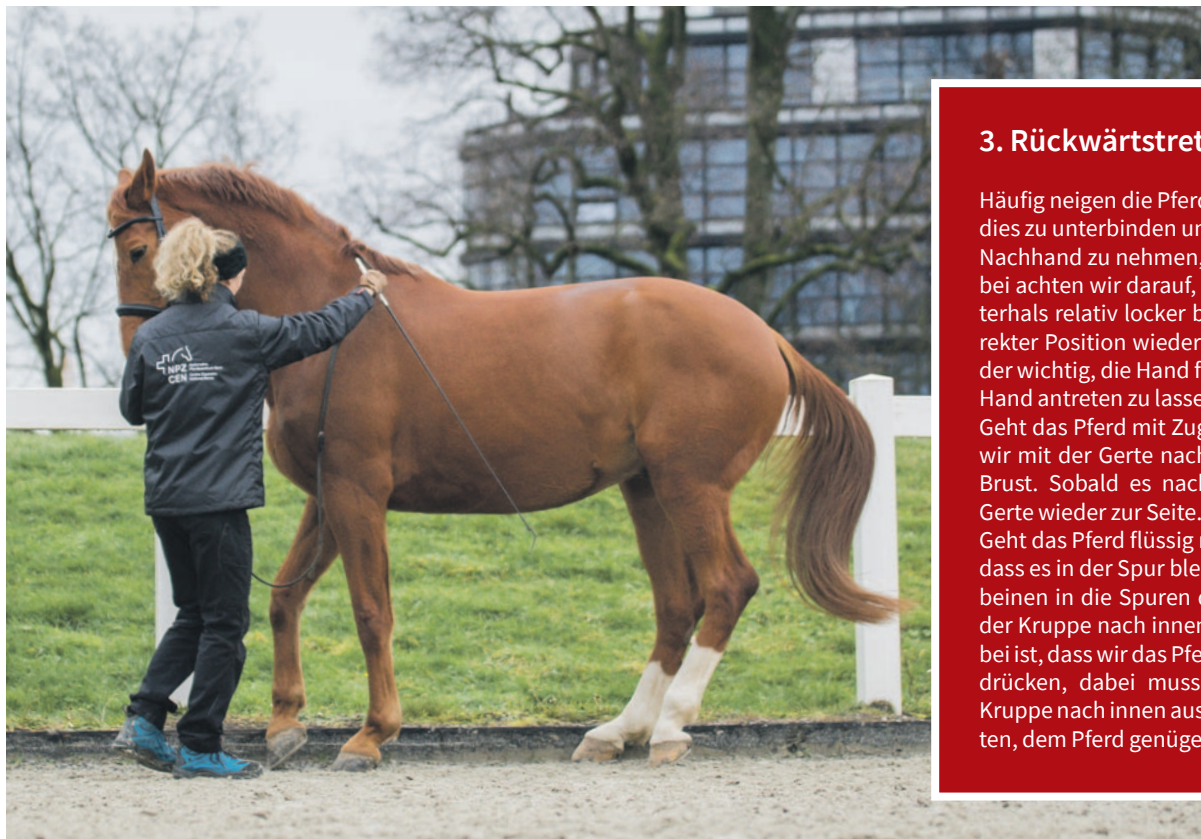 NPZ
CEN
3. Rückwärtstret
Häufig neigen die Pferd
dies zu unterbinden un
Nachhand zu nehmen,
bei achten wir darauf,
terhals relativ locker b
rekter Position wieder
der wichtig, die Hand f
Hand antreten zu lasse
Geht das Pferd mit Zug
wir mit der Gerte nach
Brust. Sobald es nach
Gerte wieder zur Seite.
Geht das Pferd flüssig r
dass es in der Spur ble
beinen in die Spuren
der Kruppe nach inner
bei ist, dass wir das Pfe
drücken, dabei muss
Kruppe nach innen aus
ten, dem Pferd genüge